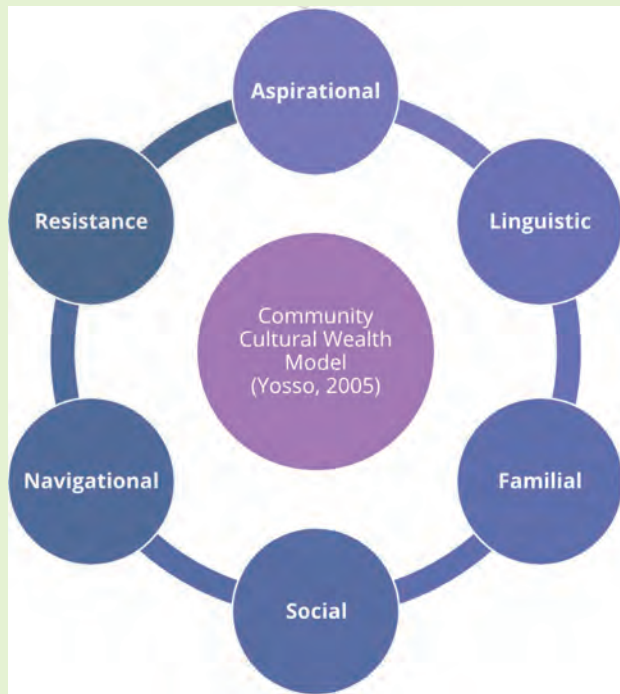 Aspirational
Linguistic
Familial
Social
Navigational
Resistance
Community
Cultural Wealth
Model
(Yosso, 2005)